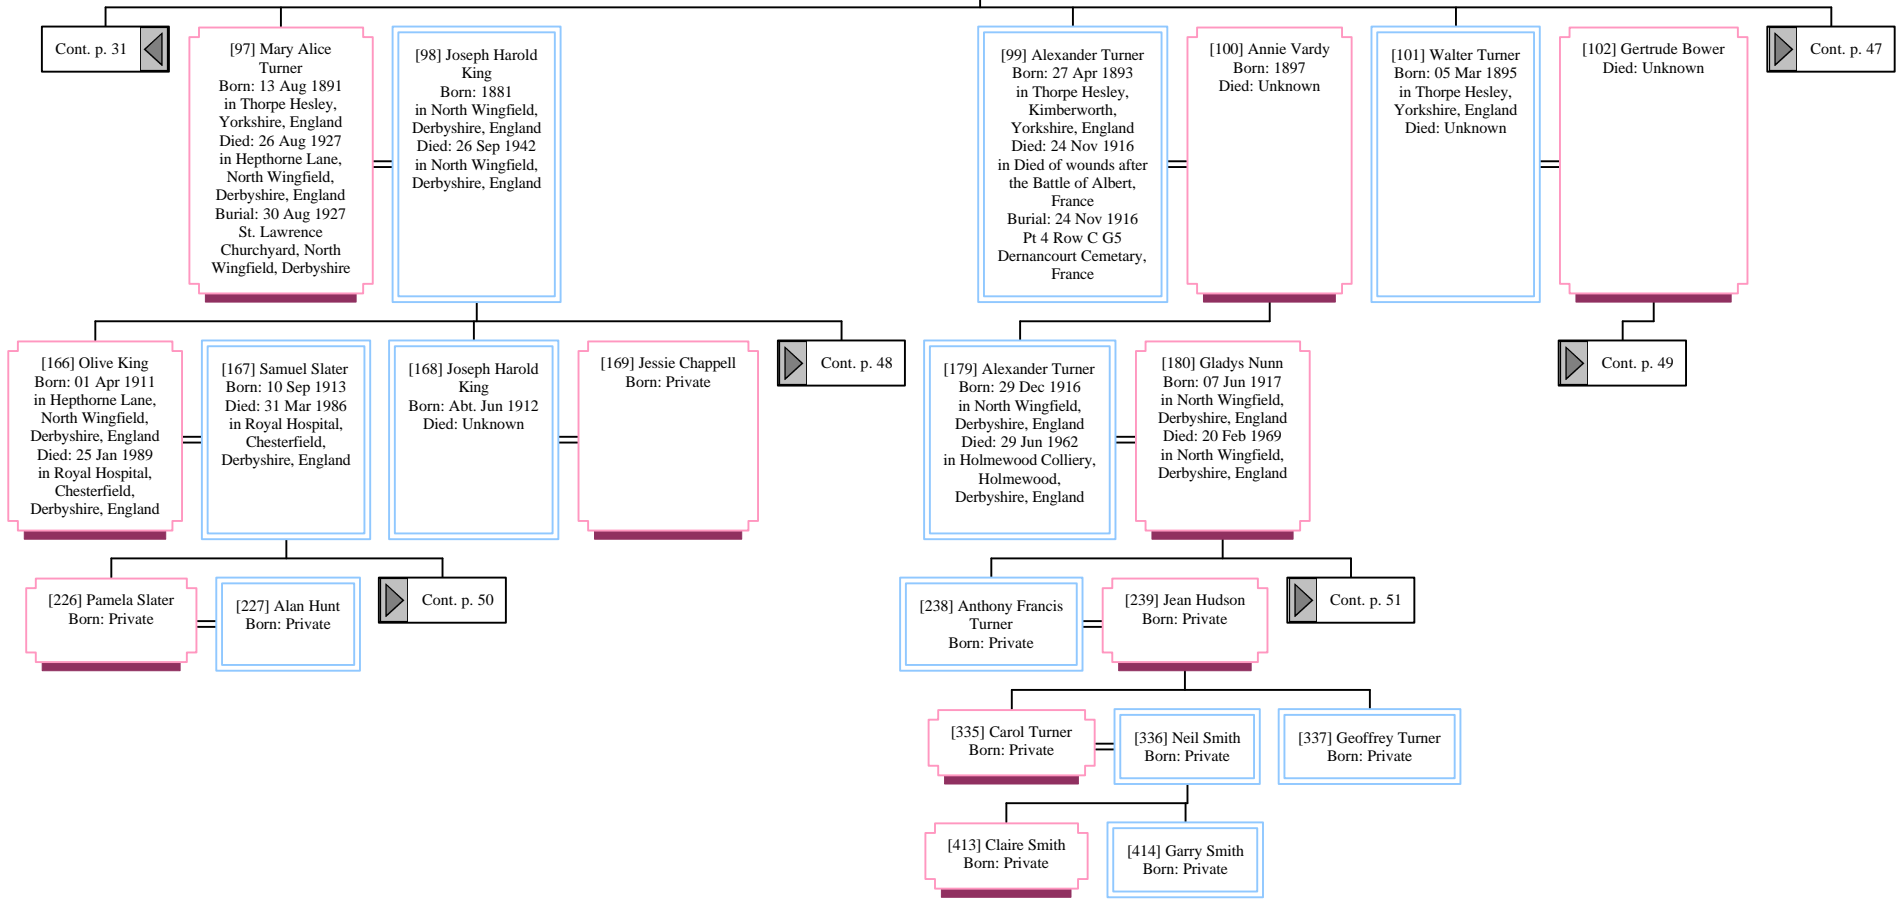 Cont. p. 31
[97] Mary Alice
Turner
Born: 13 Aug 1891
in Thorpe Hesley,
Yorkshire, England
Died: 26 Aug 1927
in Hepthorne Lane,
North Wingfield,
Derbyshire, England
Burial: 30 Aug 1927
St. Lawrence
Churchyard, North
Wingfield, Derbyshire
[98] Joseph Harold
King
Born: 1881
in North Wingfield,
Derbyshire, England
Died: 26 Sep 1942
in North Wingfield,
Derbyshire, England
[99] Alexander Turner
Born: 27 Apr 1893
in Thorpe Hesley,
Kimberworth,
Yorkshire, England
Died: 24 Nov 1916
in Died of wounds after
the Battle of Albert,
France
Burial: 24 Nov 1916
Pt 4 Row C G5
Dernancourt Cemetary,
France
[100] Annie Vardy
Born: 1897
Died: Unknown
[101] Walter Turner
Born: 05 Mar 1895
in Thorpe Hesley,
Yorkshire, England
Died: Unknown
[102] Gertrude Bower
Died: Unknown
Cont. p. 47
[166] Olive King
Born: 01 Apr 1911
in Hepthorne Lane,
North Wingfield,
Derbyshire, England
Died: 25 Jan 1989
in Royal Hospital,
Chesterfield,
Derbyshire, England
[167] Samuel Slater
Born: 10 Sep 1913
Died: 31 Mar 1986
in Royal Hospital,
Chesterfield,
Derbyshire, England
[168] Joseph Harold
King
Born: Abt. Jun 1912
Died: Unknown
[169] Jessie Chappell
Born: Private
Cont. p. 48
[179] Alexander Turner
Born: 29 Dec 1916
in North Wingfield,
Derbyshire, England
Died: 29 Jun 1962
in Holmewood Colliery,
Holmewood,
Derbyshire, England
[180] Gladys Nunn
Born: 07 Jun 1917
in North Wingfield,
Derbyshire, England
Died: 20 Feb 1969
in North Wingfield,
Derbyshire, England
Cont. p. 49
[226] Pamela Slater
Born: Private
[227] Alan Hunt
Born: Private
Cont. p. 50
[238] Anthony Francis
Turner
Born: Private
[239] Jean Hudson
Born: Private
Cont. p. 51
[335] Carol Turner
Born: Private
[336] Neil Smith
Born: Private
[337] Geoffrey Turner
Born: Private
[413] Claire Smith
Born: Private
[414] Garry Smith
Born: Private